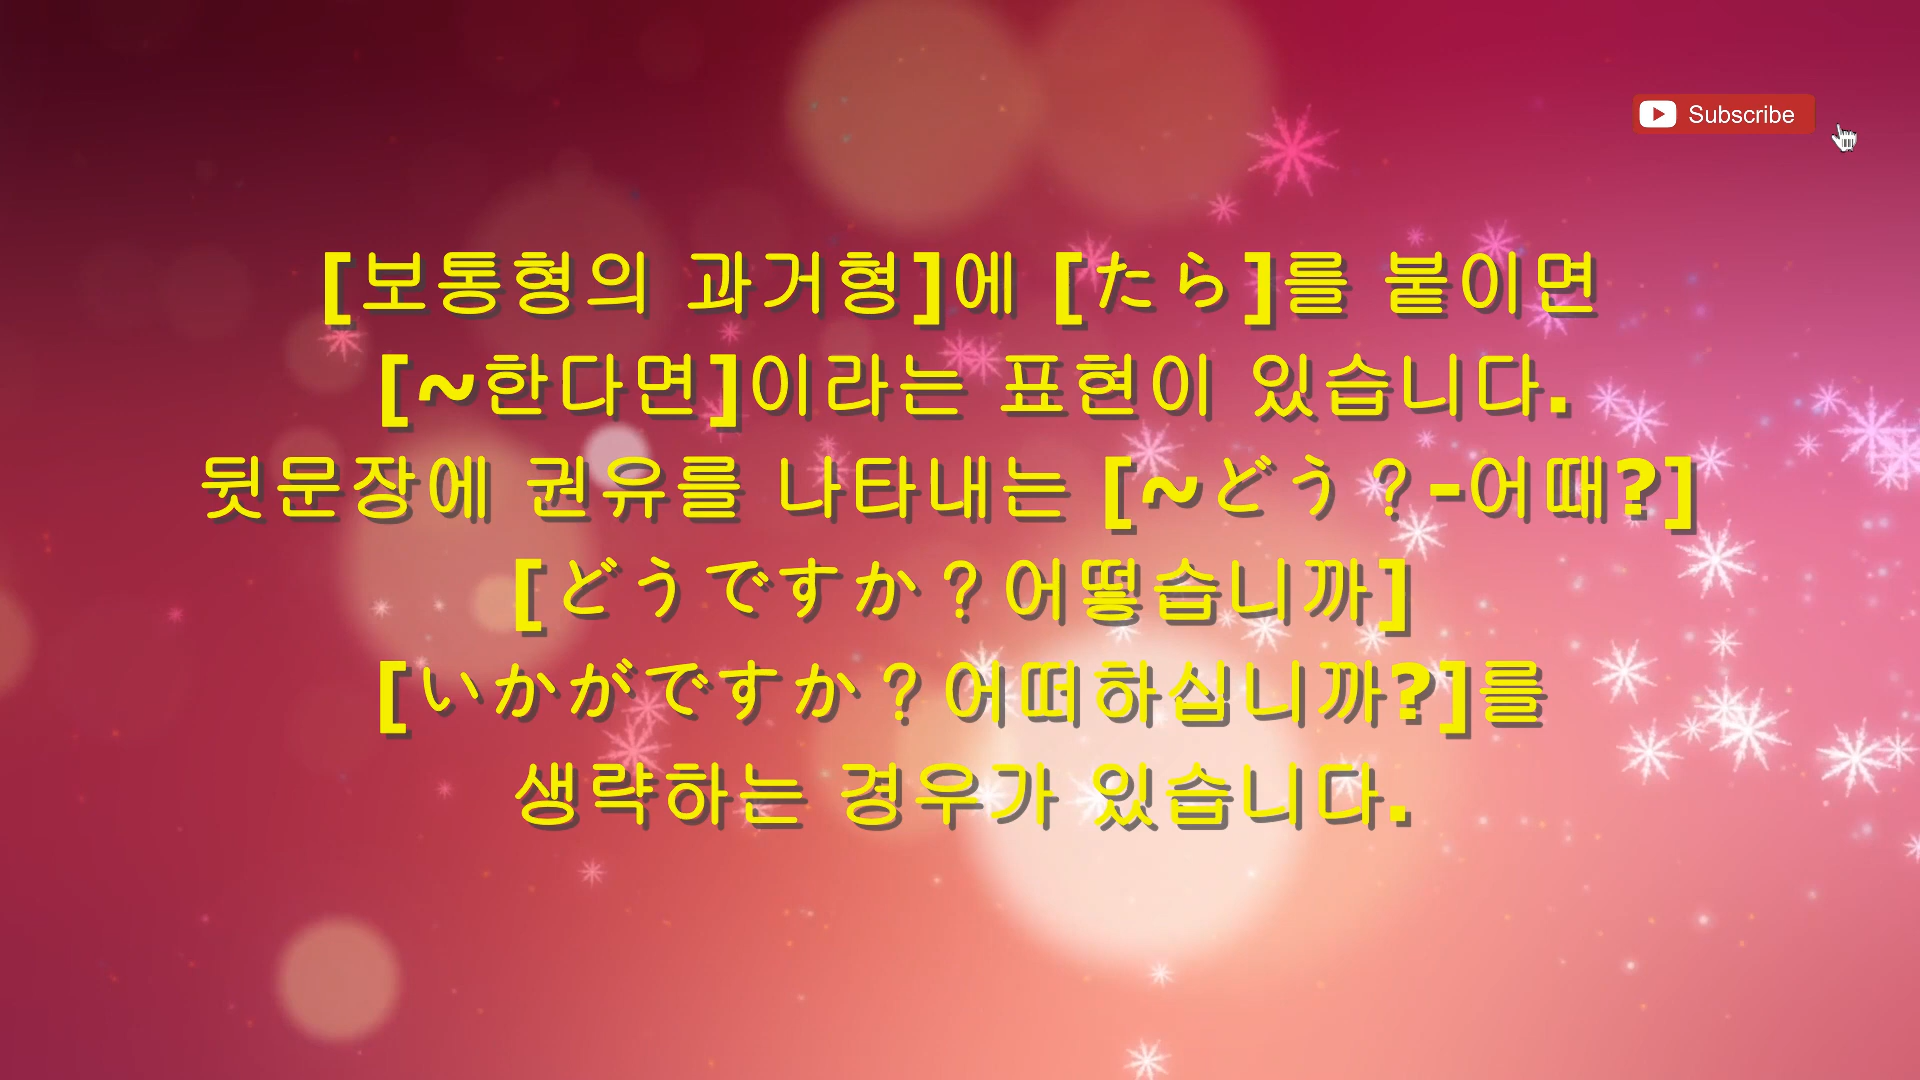 Subscribe
[보통형의 과거형]에 [たら]를 붙이면
[~한다면]이라는 표현이 있습니다.
뒷문장에 권유를 나타내는 [~どう？-어때?]
[どうですか？어떻습니까]
[いかがですか？어떠하십니까?]를
생략하는 경우가 있습니다.